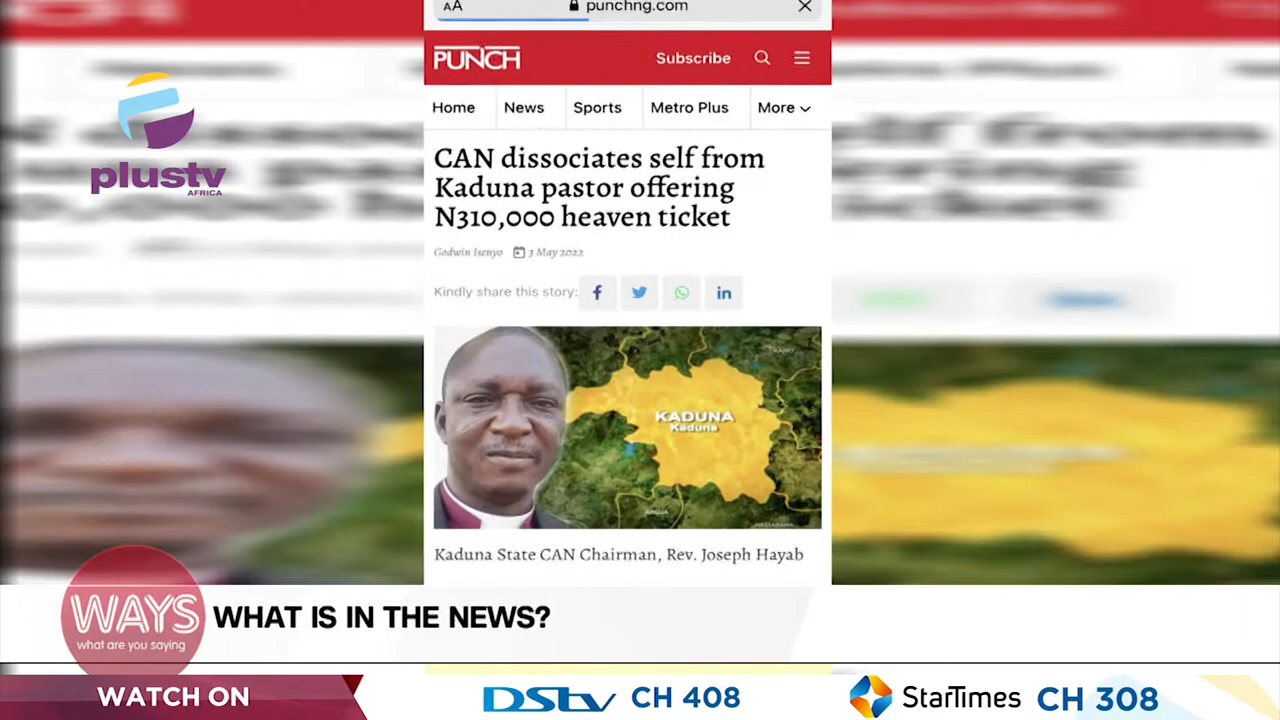 AA punchng.com
PUNCH Subscribe
Home News Sports Metro Plus More
CAN dissociates self from
Kaduna pastor offering
N310,000 heaven ticket
Godwin Isenyo 3 May 2022
Kindly share this story:
KADUNA
Kaduna
ABUJA
Kaduna State CAN Chairman, Rev. Joseph Hayab
plustv
AFRICA
WAYS
what are you saying
WHAT IS IN THE NEWS?
WATCH ON DStv CH 408 StarTimes CH 308